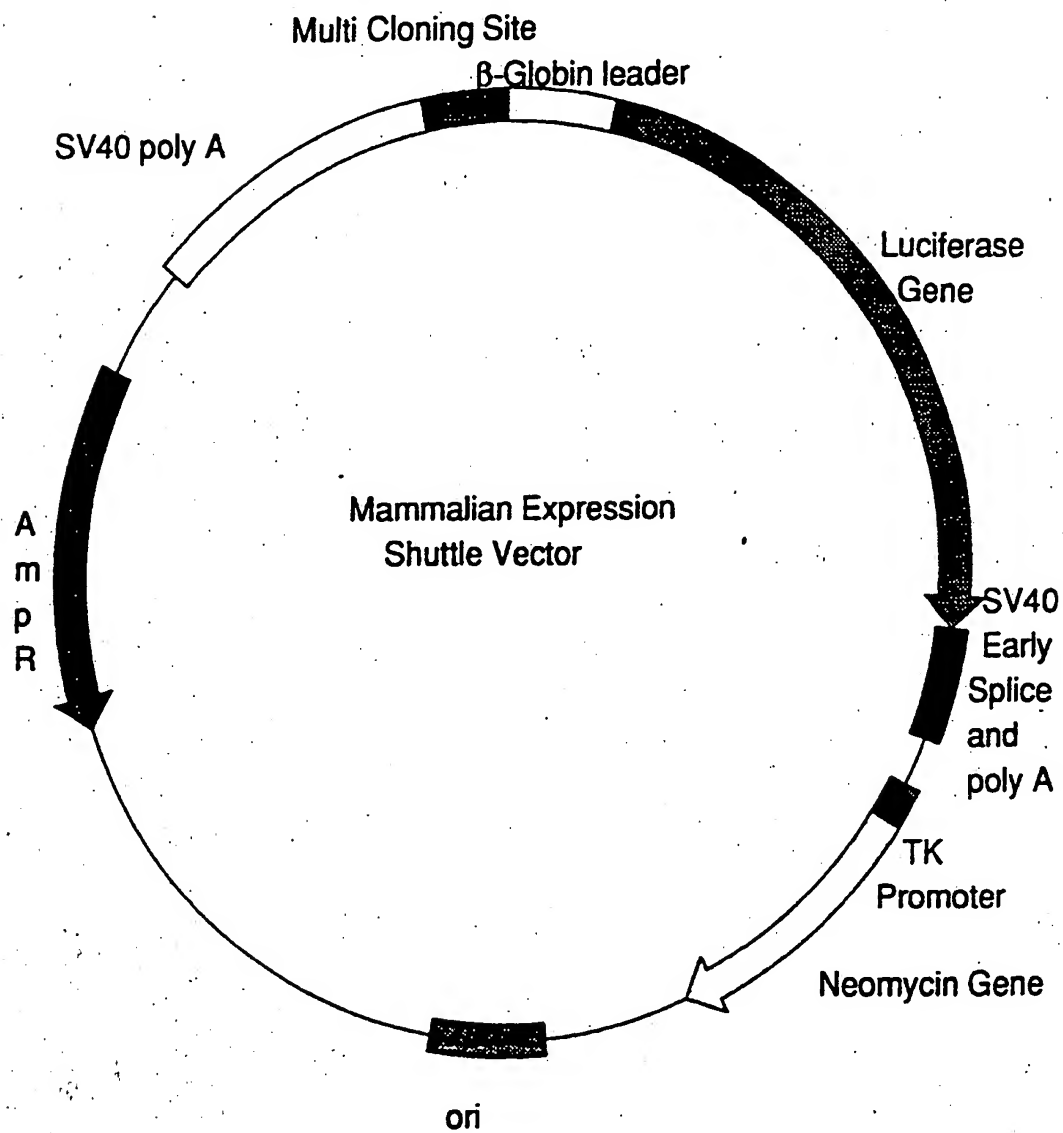 Multi Cloning Site
β-Globin leader
SV40 poly A
Luciferase
Gene
Mammalian Expression
Shuttle Vector
A
m
p
R
SV40
Early
Splice
and
poly A
TK
Promoter
Neomycin Gene
ori